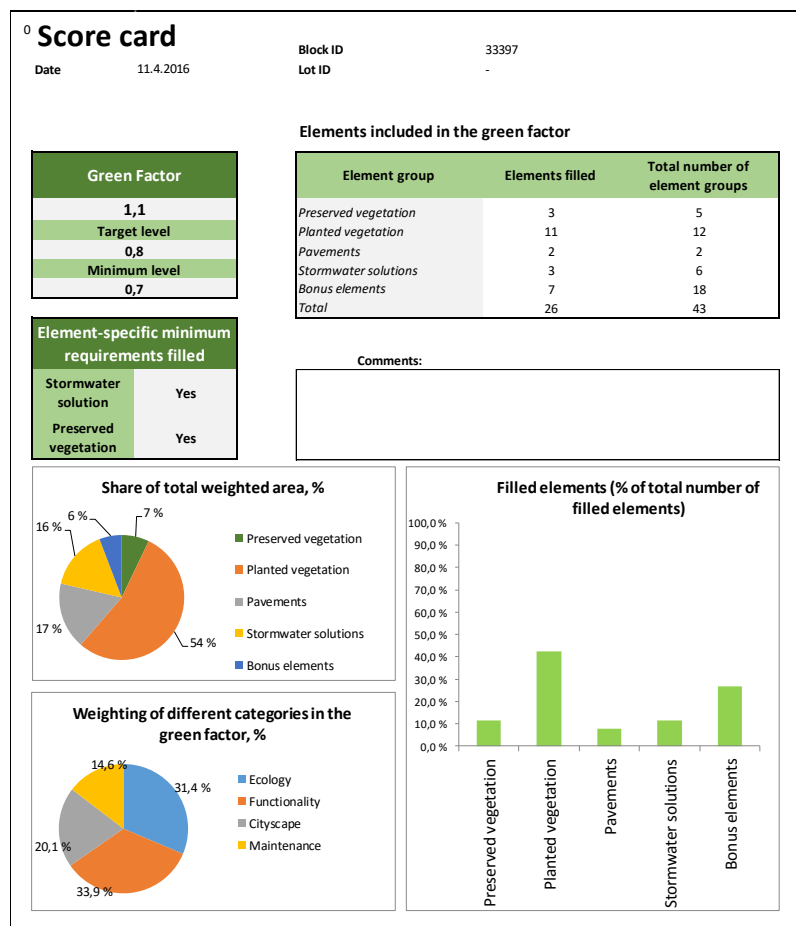 0 Score card
Block ID 33397
Date 11.4.2016 Lot ID -
Elements included in the green factor
Green Factor
1,1
Target level
0,8
Minimum level
0,7
Element group Elements filled Total number of
element groups
Preserved vegetation 3 5
Planted vegetation 11 12
Pavements 2 2
Stormwater solutions 3 6
Bonus elements 7 18
Total 26 43
Element-specific minimum
requirements filled
Stormwater
solution Yes
Preserved
vegetation Yes
Comments:
Share of total weighted area, %
16 % 6 % 7 %
17 % 54 %
Preserved vegetation
Planted vegetation
Pavements
Stormwater solutions
Bonus elements
Weighting of different categories in the
green factor, %
14,6 % 31,4 %
20,1 % 33,9 %
Ecology
Functionality
Cityscape
Maintenance
Filled elements (% of total number of
filled elements)
100,0 %
90,0 %
80,0 %
70,0 %
60,0 %
50,0 %
40,0 %
30,0 %
20,0 %
10,0 %
0,0 %
Preserved vegetation
Planted vegetation
Pavements
Stormwater solutions
Bonus elements